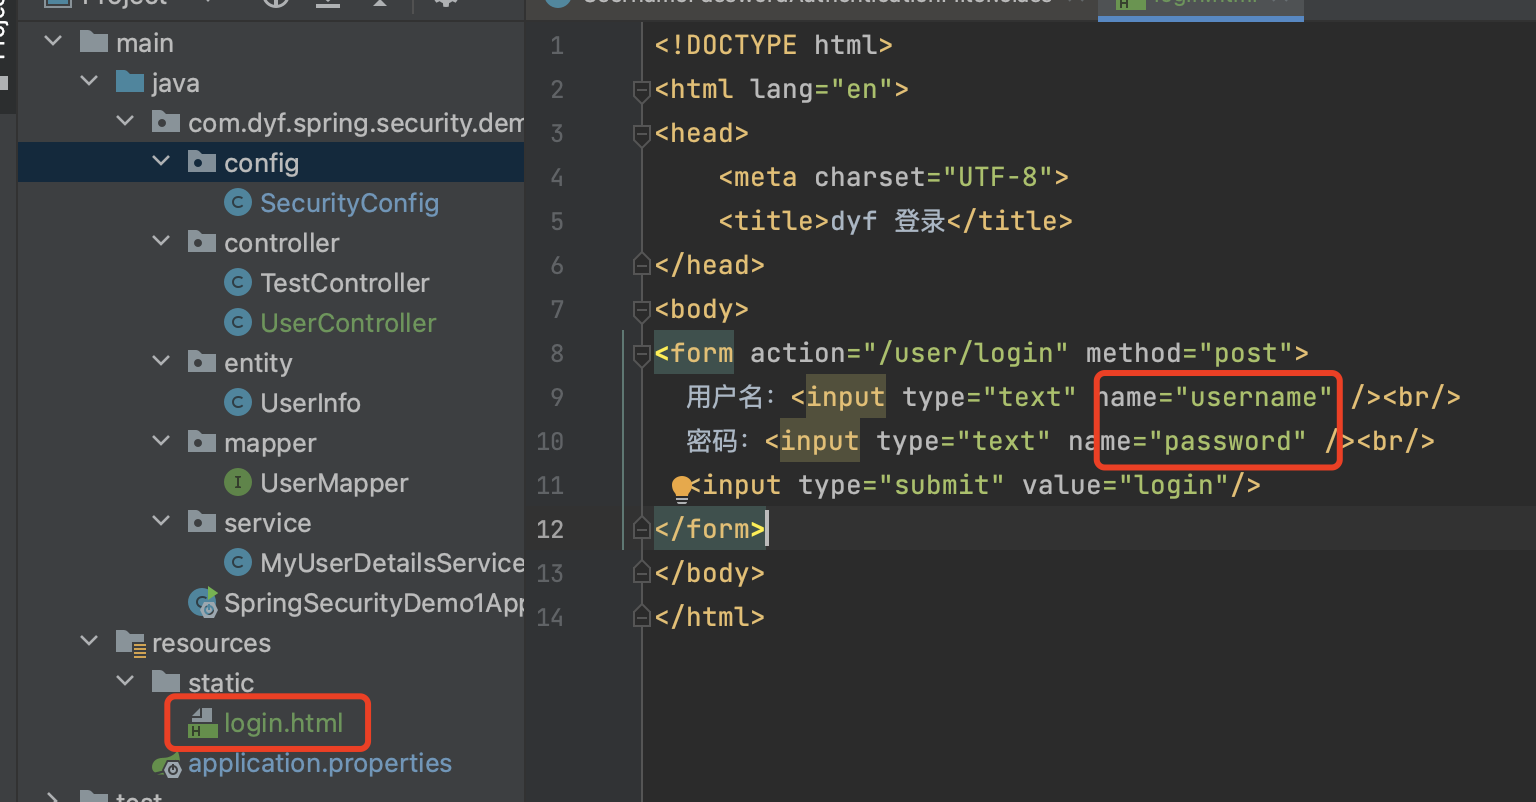 Project
main
java
com.dyf.spring.security.dem
config
SecurityConfig
controller
TestController
UserController
entity
UserInfo
mapper
UserMapper
service
MyUserDetailsService
SpringSecurityDemo1App
resources
static
login.html
application.properties
test
UsernamePasswordAuthenticationFilter.class
login.html
1 <!DOCTYPE html>
2 <html lang="en">
3 <head>
4 <meta charset="UTF-8">
5 <title>dyf 登录</title>
6 </head>
7 <body>
8 <form action="/user/login" method="post">
9 用户名：<input type="text" name="username" /><br/>
10 密码：<input type="text" name="password" /><br/>
11 <input type="submit" value="login"/>
12 </form>
13 </body>
14 </html>